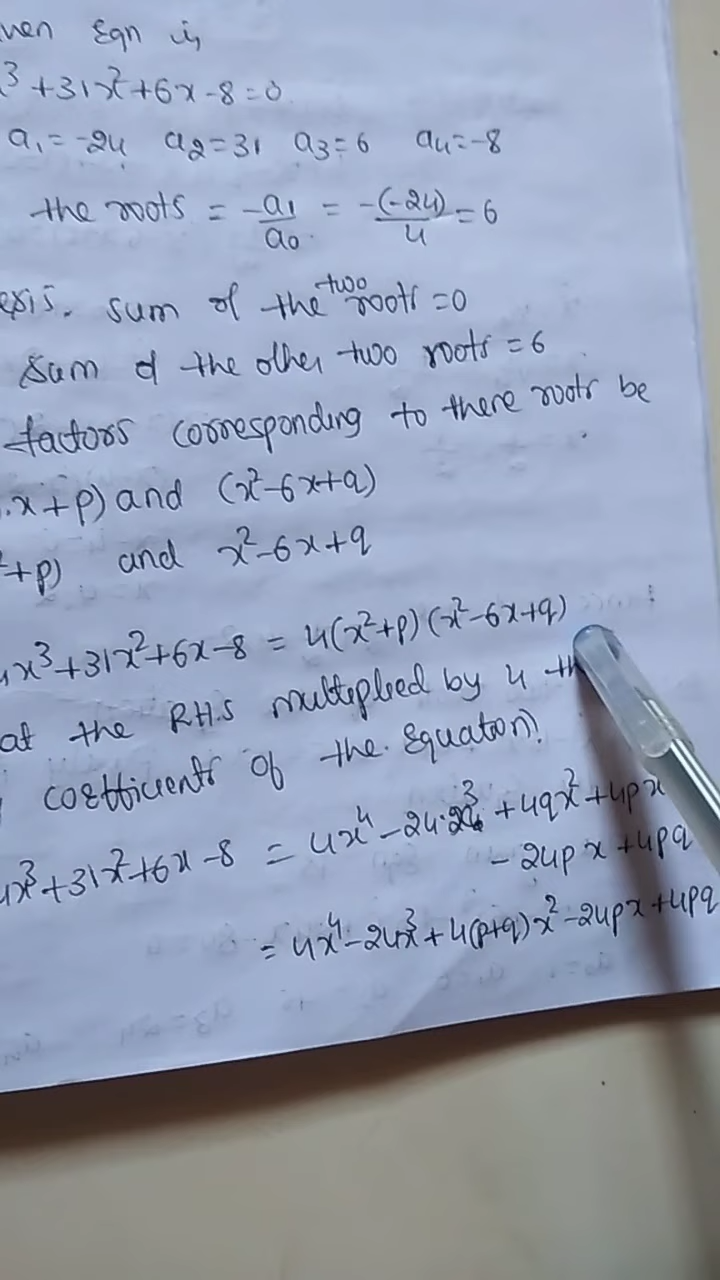 Eqn is
³ +31x²+6x-8=0
a₁=-24 a₂=31 a₃=6 a₄=-8
the roots = -a₁/a₀ = -(-24)/4 = 6
sum of the two roots =0
sum of the other two roots = 6
factors corresponding to there roots be
x+p) and (x²-6x+q)
²+p) and x²-6x+q
4x³+31x²+6x-8 = 4(x²+p)(x²-6x+q)
at the RHS multiplied by 4
coefficients of the Equation)
4x³+31x²+6x-8 = 4x⁴-24x³+4qx²+4px
-24px+4pq
= 4x⁴-24x³+4(p+q)x²-24px+4pq